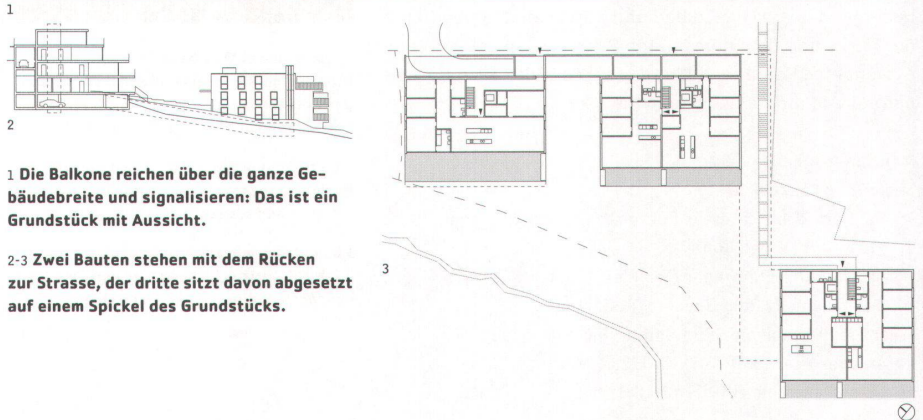 1
2
1 Die Balkone reichen über die ganze Ge-
bäudebreite und signalisieren: Das ist ein
Grundstück mit Aussicht.
2-3 Zwei Bauten stehen mit dem Rücken
zur Strasse, der dritte sitzt davon abgesetzt
auf einem Spickel des Grundstücks.
3